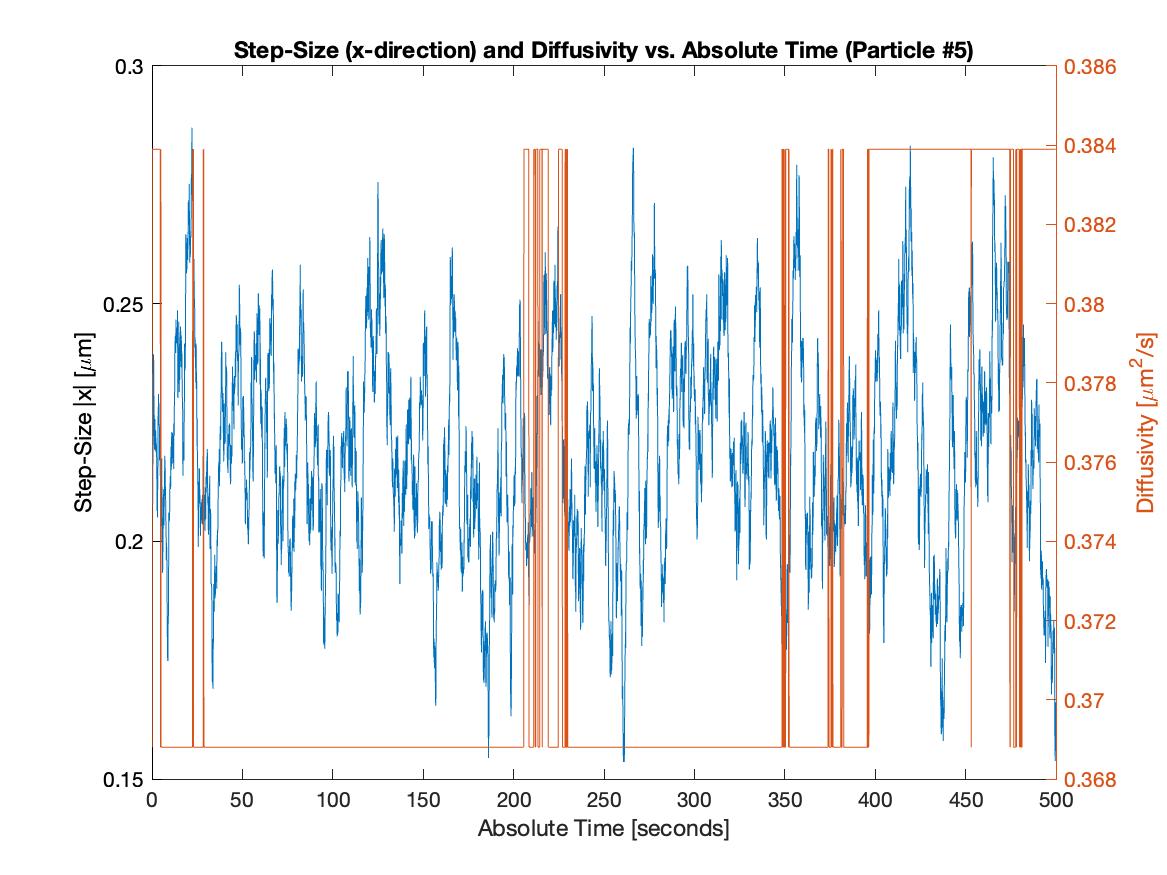 Step-Size (x-direction) and Diffusivity vs. Absolute Time (Particle #5)
0.3
0.25
0.2
0.15
Step-Size |x| [μm]
0.386
0.384
0.382
0.38
0.378
0.376
0.374
0.372
0.37
0.368
Diffusivity [μm²/s]
0 50 100 150 200 250 300 350 400 450 500
Absolute Time [seconds]